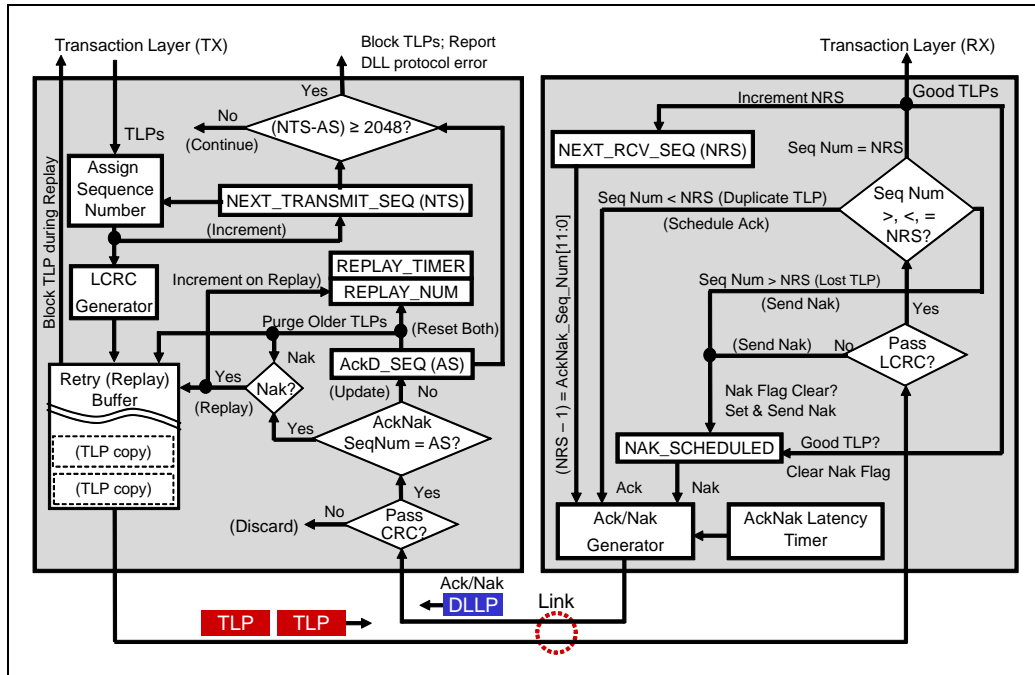 Transaction Layer (TX)
Block TLPs; Report
DLL protocol error
Yes
No
(NTS-AS) ≥ 2048?
(Continue)
TLPs
Assign
Sequence
Number
NEXT_TRANSMIT_SEQ (NTS)
(Increment)
Block TLP during Replay
LCRC
Generator
REPLAY_TIMER
Increment on Replay)
REPLAY_NUM
Purge Older TLPs
(Reset Both)
Nak
AckD_SEQ (AS)
Retry (Replay)
Buffer
Yes
Nak?
(Replay)
(Update)
No
(TLP copy)
(TLP copy)
Yes
AckNak
SeqNum = AS?
Yes
No
(Discard)
Pass
CRC?
Ack/Nak
DLLP
TLP
TLP
Link
Transaction Layer (RX)
Good TLPs
Increment NRS
NEXT_RCV_SEQ (NRS)
Seq Num = NRS
Seq Num < NRS (Duplicate TLP)
(Schedule Ack)
Seq Num
>, <, =
NRS?
Seq Num > NRS (Lost TLP)
(Send Nak)
Yes
(Send Nak)
No
Pass
LCRC?
(NRS – 1) = AckNak_Seq_Num[11:0]
Nak Flag Clear?
Set & Send Nak
NAK_SCHEDULED
Good TLP?
Clear Nak Flag
Ack
Nak
Ack/Nak
Generator
AckNak Latency
Timer